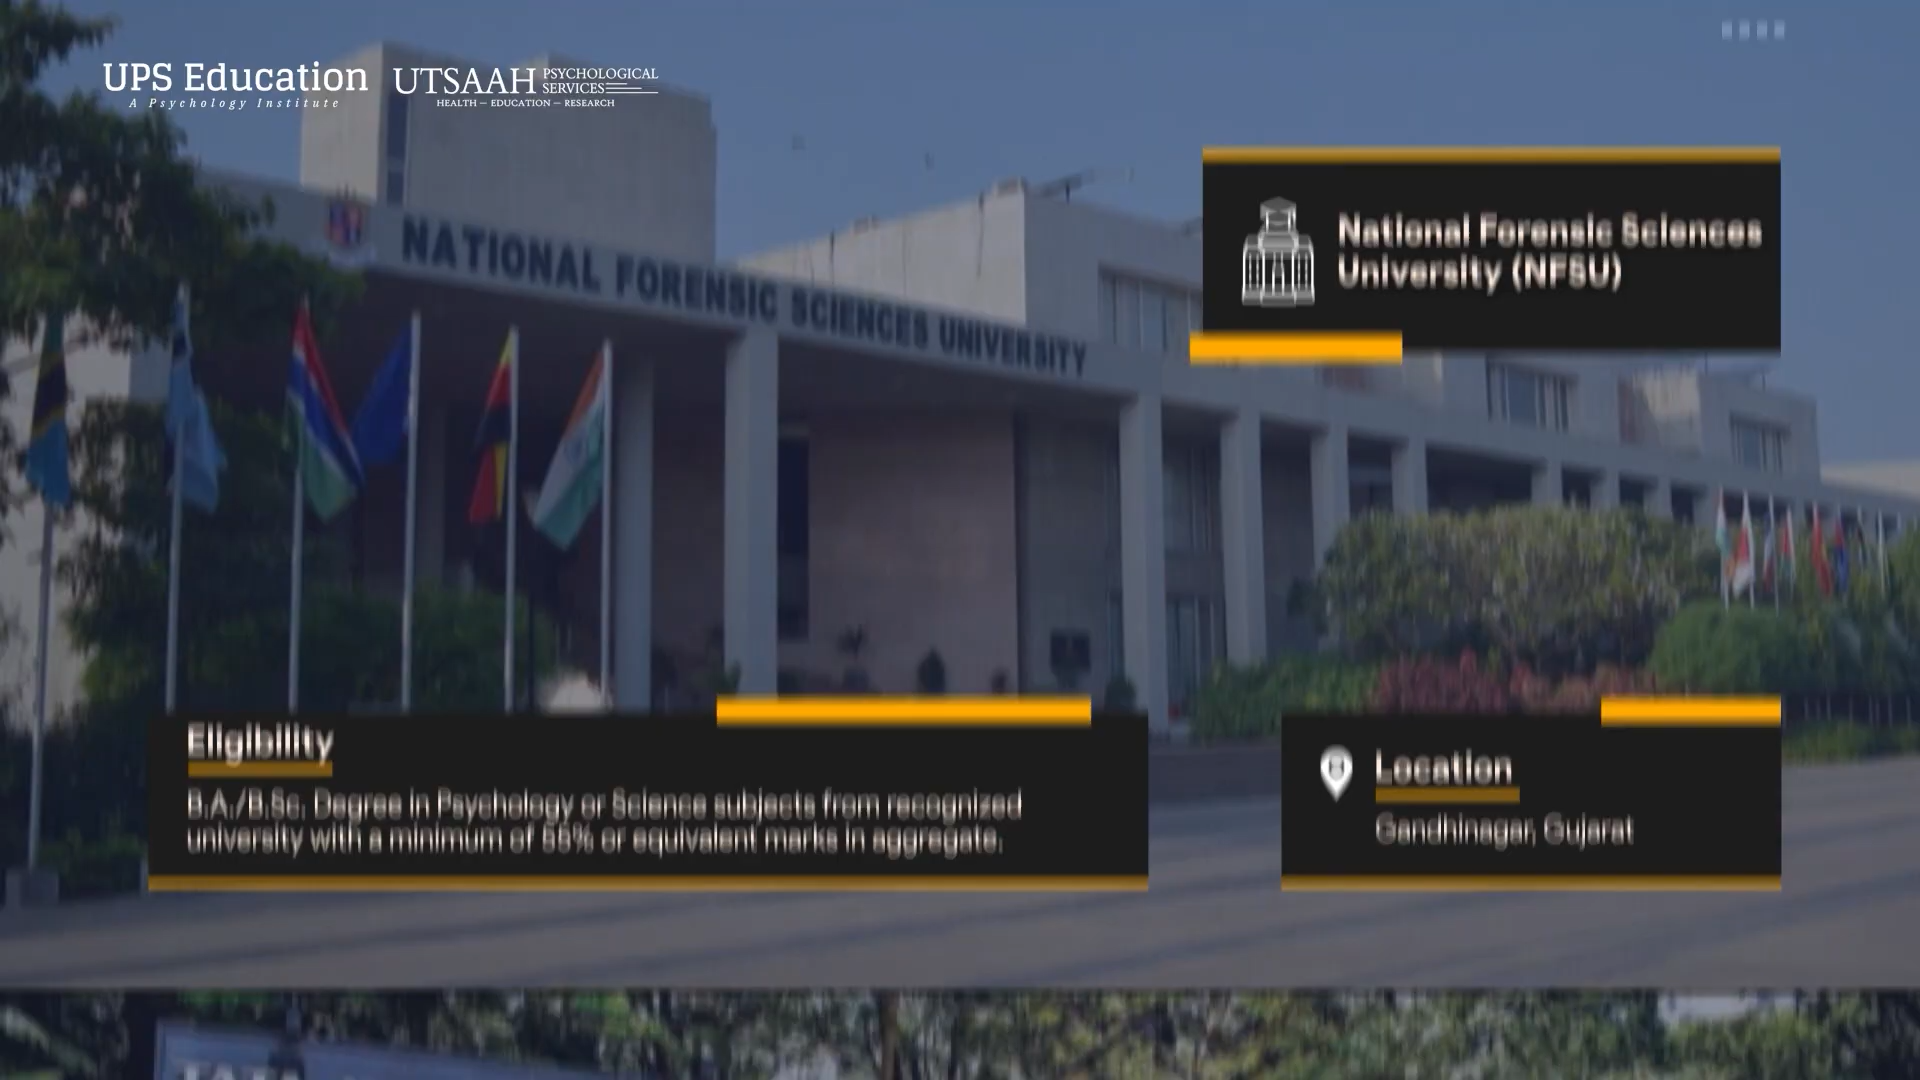 UPS Education
A Psychology Institute
UTSAAH PSYCHOLOGICAL SERVICES
HEALTH — EDUCATION — RESEARCH
NATIONAL FORENSIC SCIENCES UNIVERSITY
National Forensic Sciences
University (NFSU)
Eligibility
B.A./B.Sc. Degree in Psychology or Science subjects from recognized
university with a minimum of 55% or equivalent marks in aggregate.
Location
Gandhinagar, Gujarat